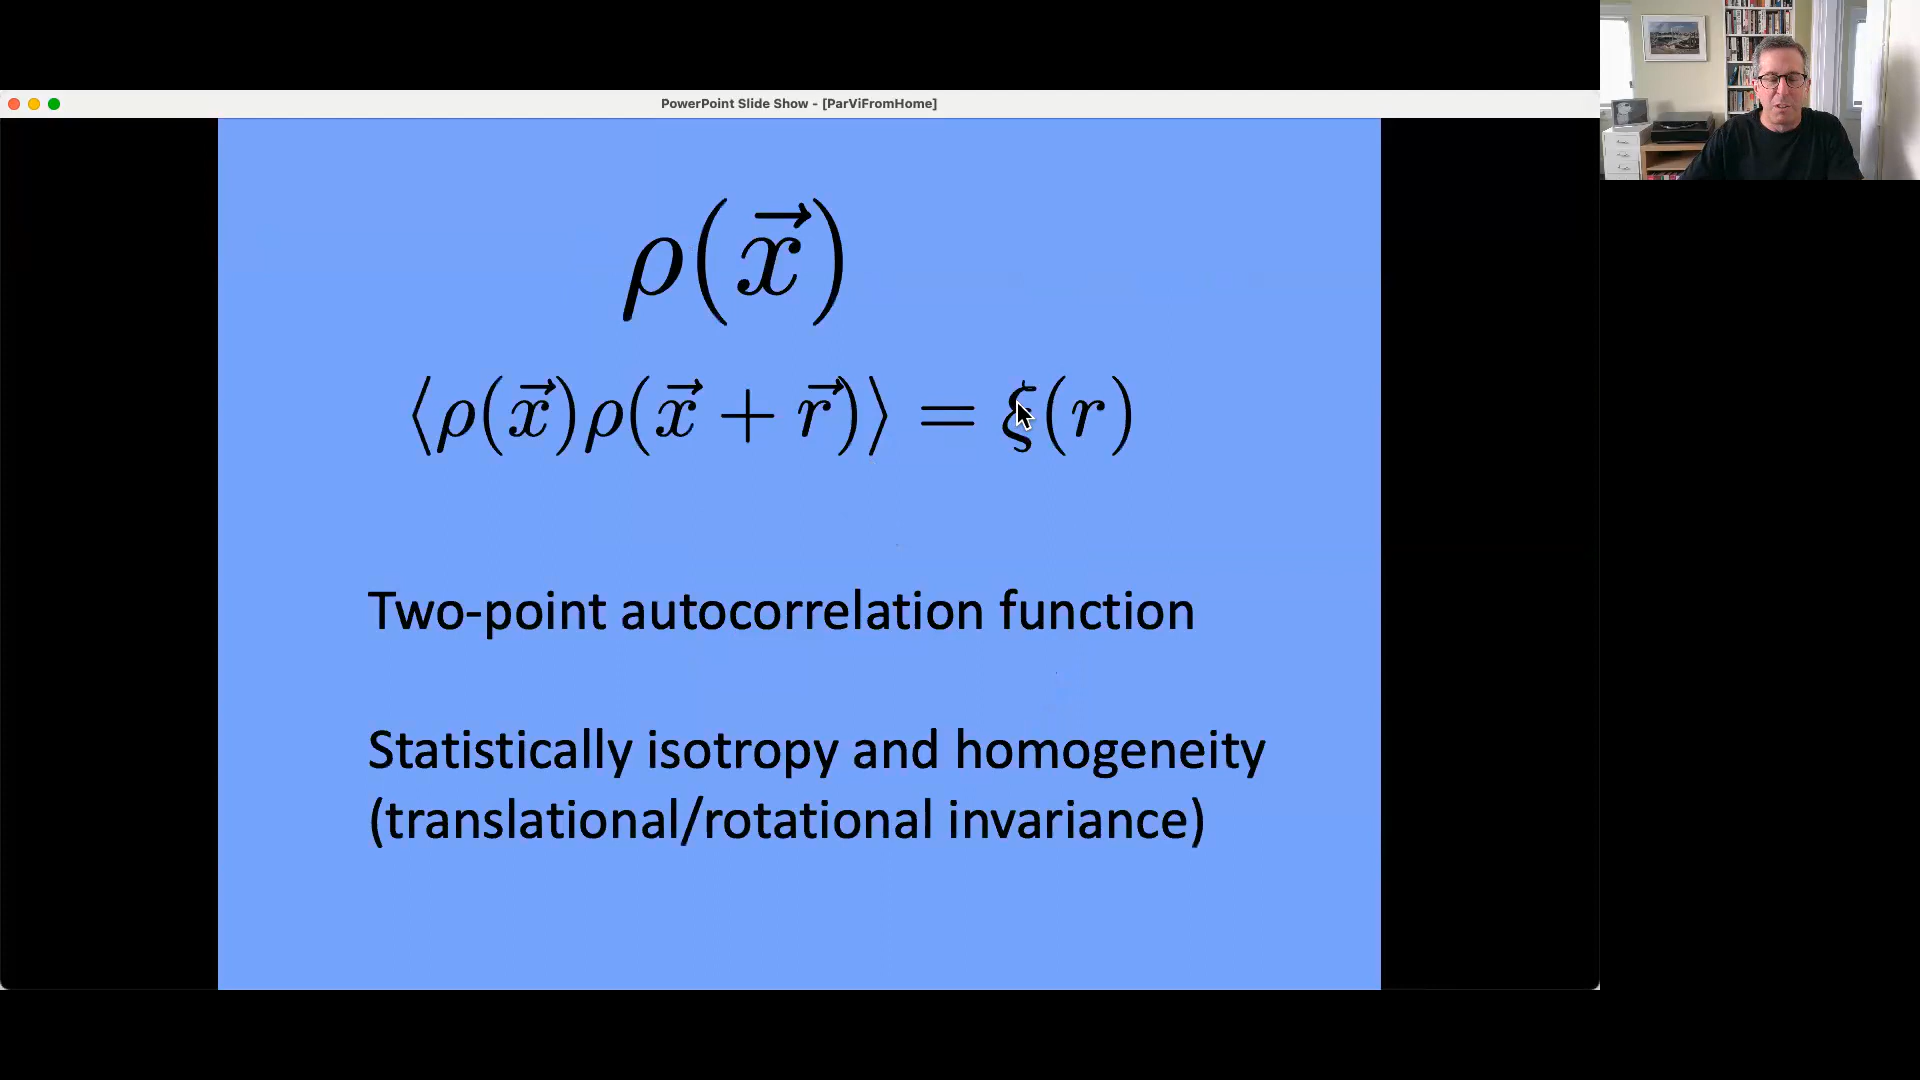 PowerPoint Slide Show - [ParViFromHome]
ρ(x⃗)
⟨ρ(x⃗)ρ(x⃗ + r⃗)⟩ = ξ(r)
Two-point autocorrelation function
Statistically isotropy and homogeneity
(translational/rotational invariance)